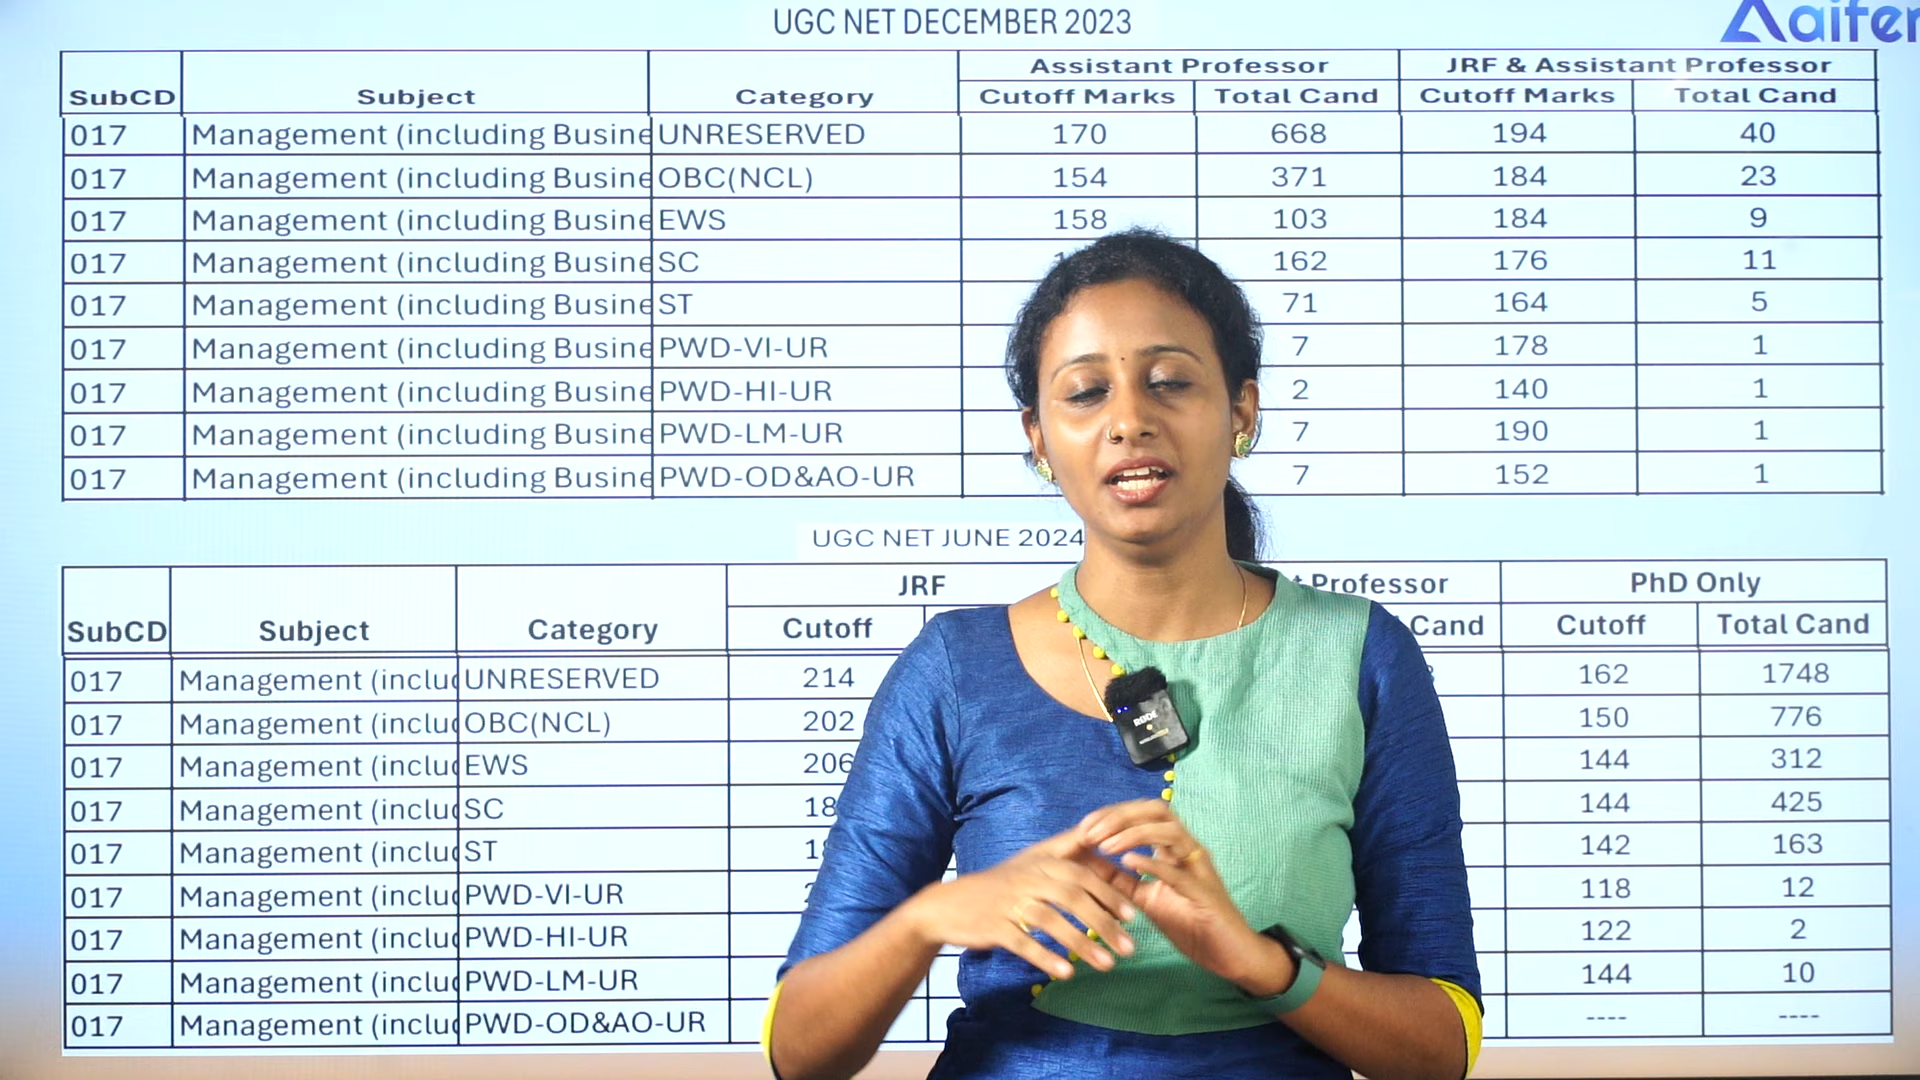 UGC NET DECEMBER 2023
Aaifer
SubCD Subject Category Assistant Professor JRF & Assistant Professor
Cutoff Marks Total Cand Cutoff Marks Total Cand
017 Management (including Busine UNRESERVED 170 668 194 40
017 Management (including Busine OBC(NCL) 154 371 184 23
017 Management (including Busine EWS 158 103 184 9
017 Management (including Busine SC 162 176 11
017 Management (including Busine ST 71 164 5
017 Management (including Busine PWD-VI-UR 7 178 1
017 Management (including Busine PWD-HI-UR 2 140 1
017 Management (including Busine PWD-LM-UR 7 190 1
017 Management (including Busine PWD-OD&AO-UR 7 152 1
UGC NET JUNE 2024
SubCD Subject Category JRF Professor PhD Only
Cutoff Cand Cutoff Total Cand
017 Management (inclu UNRESERVED 214 162 1748
017 Management (inclu OBC(NCL) 202 150 776
017 Management (inclu EWS 206 144 312
017 Management (inclu SC 144 425
017 Management (inclu ST 142 163
017 Management (inclu PWD-VI-UR 118 12
017 Management (inclu PWD-HI-UR 122 2
017 Management (inclu PWD-LM-UR 144 10
017 Management (inclu PWD-OD&AO-UR ---- ----
RODE